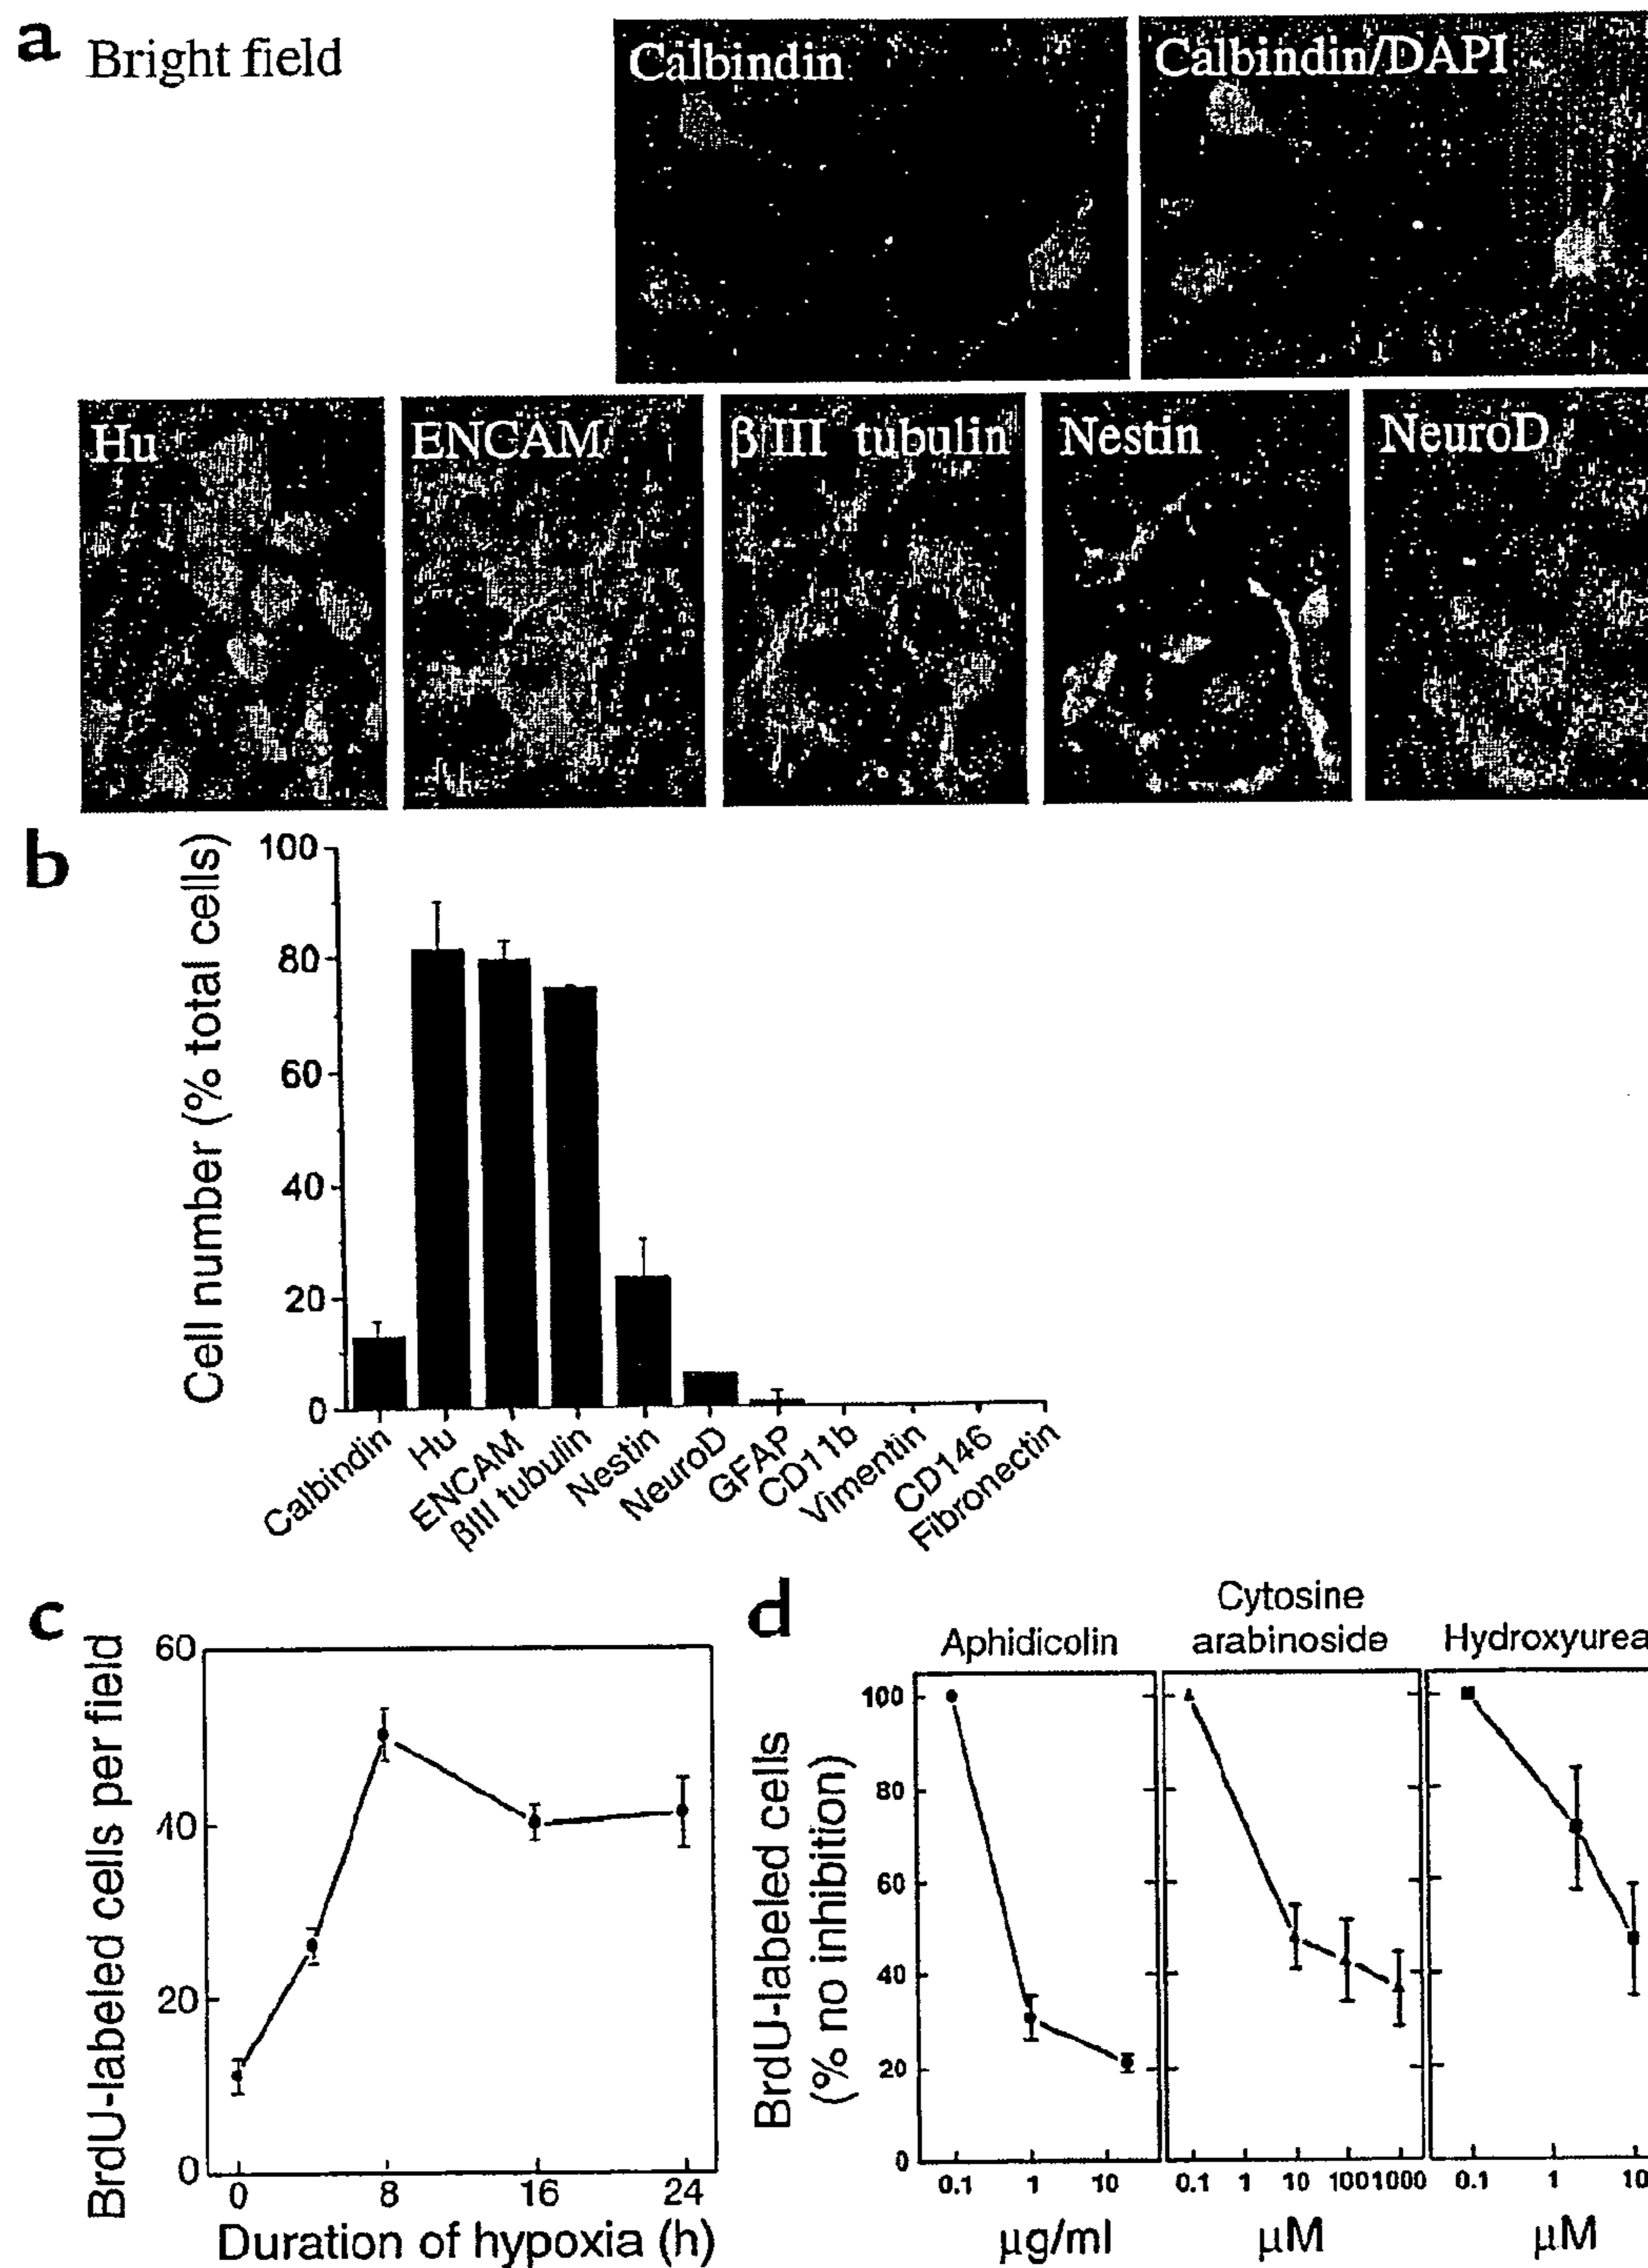 a Bright field
Calbindin
Calbindin/DAPI
Hu
ENCAM
β III tubulin
Nestin
NeuroD
b
Cell number (% total cells)
100
80
60
40
20
0
Calbindin
Hu
ENCAM
βIII tubulin
Nestin
NeuroD
GFAP
CD11b
Vimentin
CD146
Fibronectin
c
BrdU-labeled cells per field
60
40
20
0
0 8 16 24
Duration of hypoxia (h)
d
Aphidicolin
Cytosine
arabinoside
Hydroxyurea
BrdU-labeled cells
(% no inhibition)
100
80
60
40
20
0
0.1 1 10
0.1 1 10 100 1000
0.1 1 10
µg/ml
µM
µM